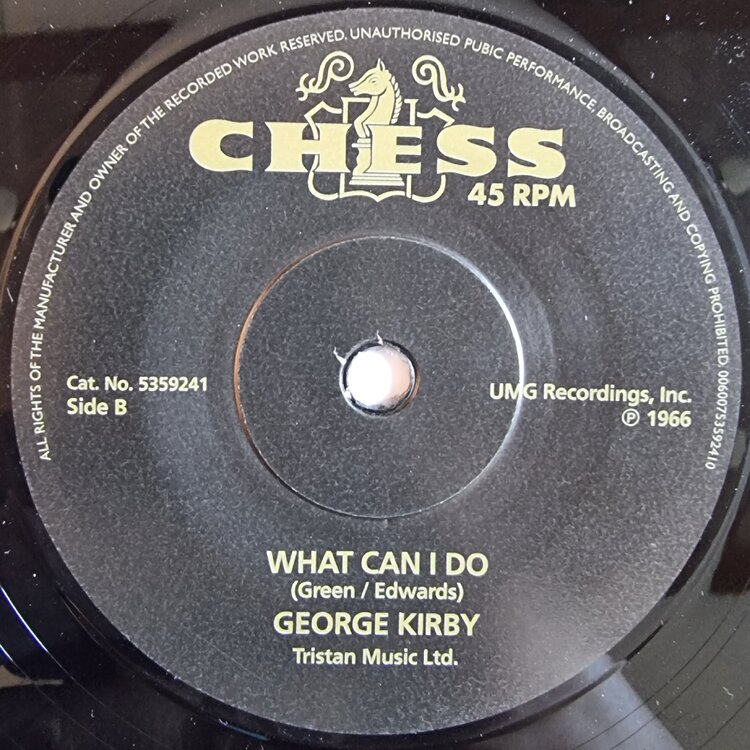 ALL RIGHTS OF THE MANUFACTURER AND OWNER OF THE RECORDED WORK RESERVED. UNAUTHORISED PUBIC PERFORMANCE, BROADCASTING AND COPYING PROHIBITED 00600753592410
CHESS
45 RPM
Cat. No. 5359241
Side B
UMG Recordings, Inc.
℗ 1966
WHAT CAN I DO
(Green / Edwards)
GEORGE KIRBY
Tristan Music Ltd.